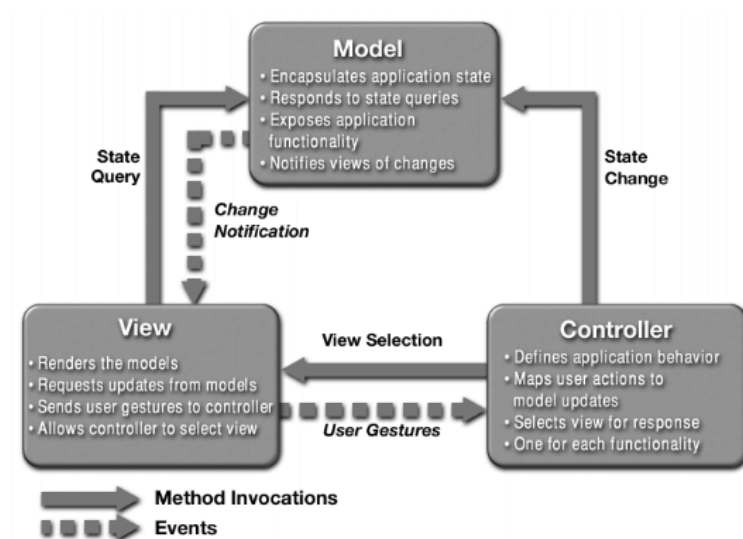 Model
• Encapsulates application state
• Responds to state queries
• Exposes application
functionality
• Notifies views of changes
State
Query
State
Change
Change
Notification
View
• Renders the models
• Requests updates from models
• Sends user gestures to controller
• Allows controller to select view
View Selection
User Gestures
Controller
• Defines application behavior
• Maps user actions to
model updates
• Selects view for response
• One for each functionality
Method Invocations
Events